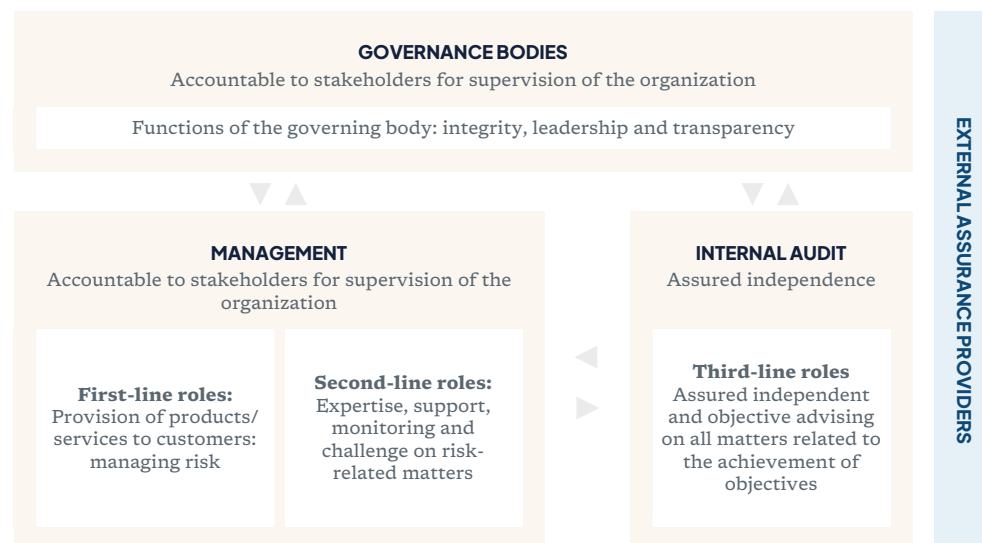 GOVERNANCE BODIES
Accountable to stakeholders for supervision of the organization
Functions of the governing body: integrity, leadership and transparency
MANAGEMENT
Accountable to stakeholders for supervision of the
organization
First-line roles:
Provision of products/
services to customers:
managing risk
Second-line roles:
Expertise, support,
monitoring and
challenge on risk-
related matters
INTERNAL AUDIT
Assured independence
Third-line roles
Assured independent
and objective advising
on all matters related to
the achievement of
objectives
EXTERNAL ASSURANCE PROVIDERS